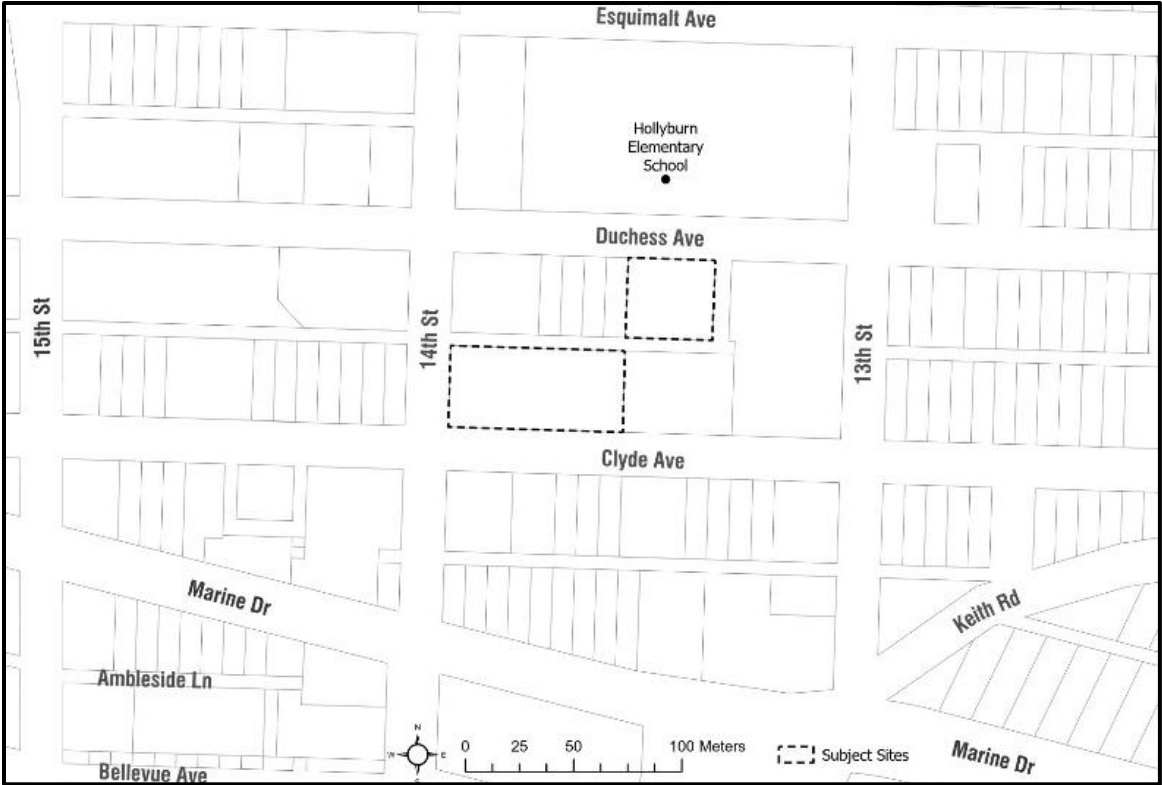 Esquimalt Ave
Hollyburn
Elementary
School
Duchess Ave
15th St
14th St
13th St
Clyde Ave
Marine Dr
Keith Rd
Ambleside Ln
N
W E
S
0 25 50 100 Meters
Subject Sites
Marine Dr
Bellevue Ave